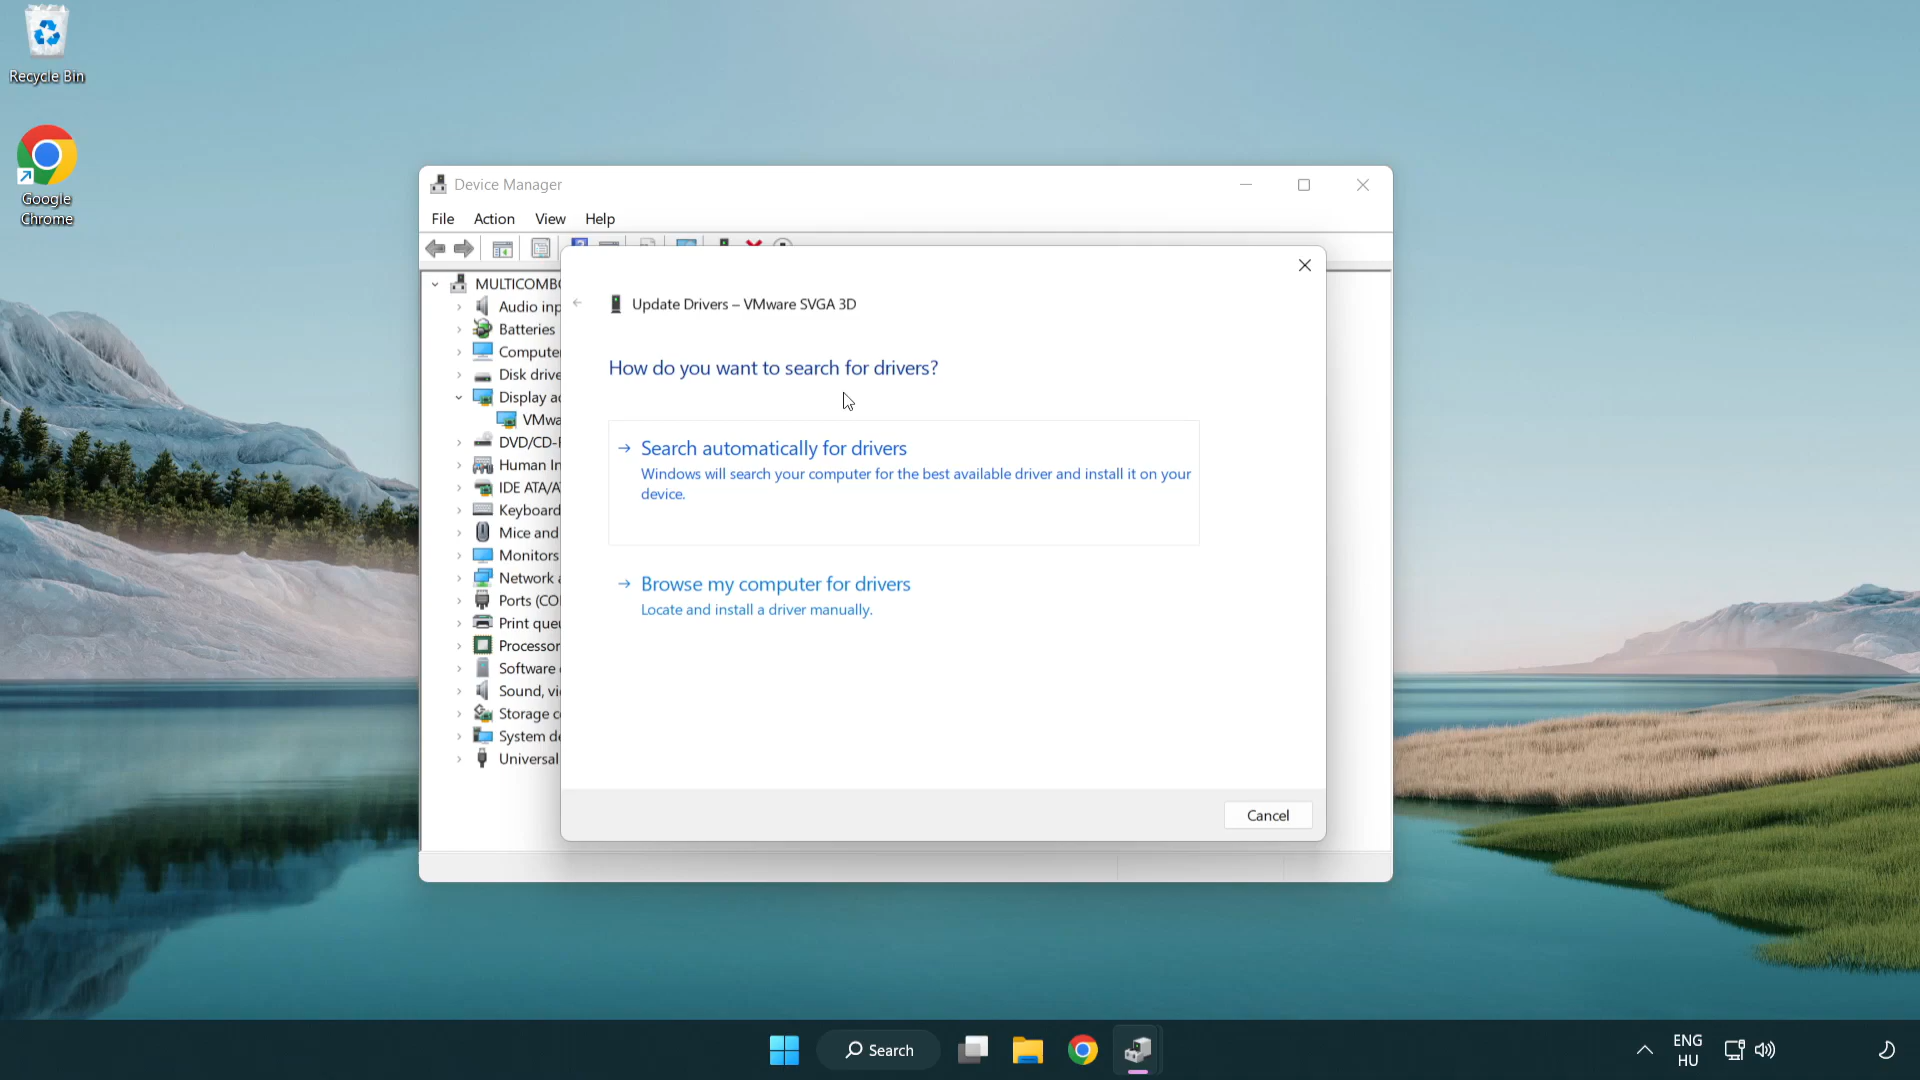 Recycle Bin
Google
Chrome
Device Manager
File Action View Help
MULTICOMBO
Audio inp
Batteries
Compute
Disk drive
Display a
VMwa
DVD/CD-
Human In
IDE ATA/A
Keyboard
Mice and
Monitors
Network a
Ports (CO
Print que
Processor
Software
Sound, vi
Storage c
System de
Universal
Update Drivers – VMware SVGA 3D
How do you want to search for drivers?
Search automatically for drivers
Windows will search your computer for the best available driver and install it on your
device.
Browse my computer for drivers
Locate and install a driver manually.
Cancel
Search
ENG
HU